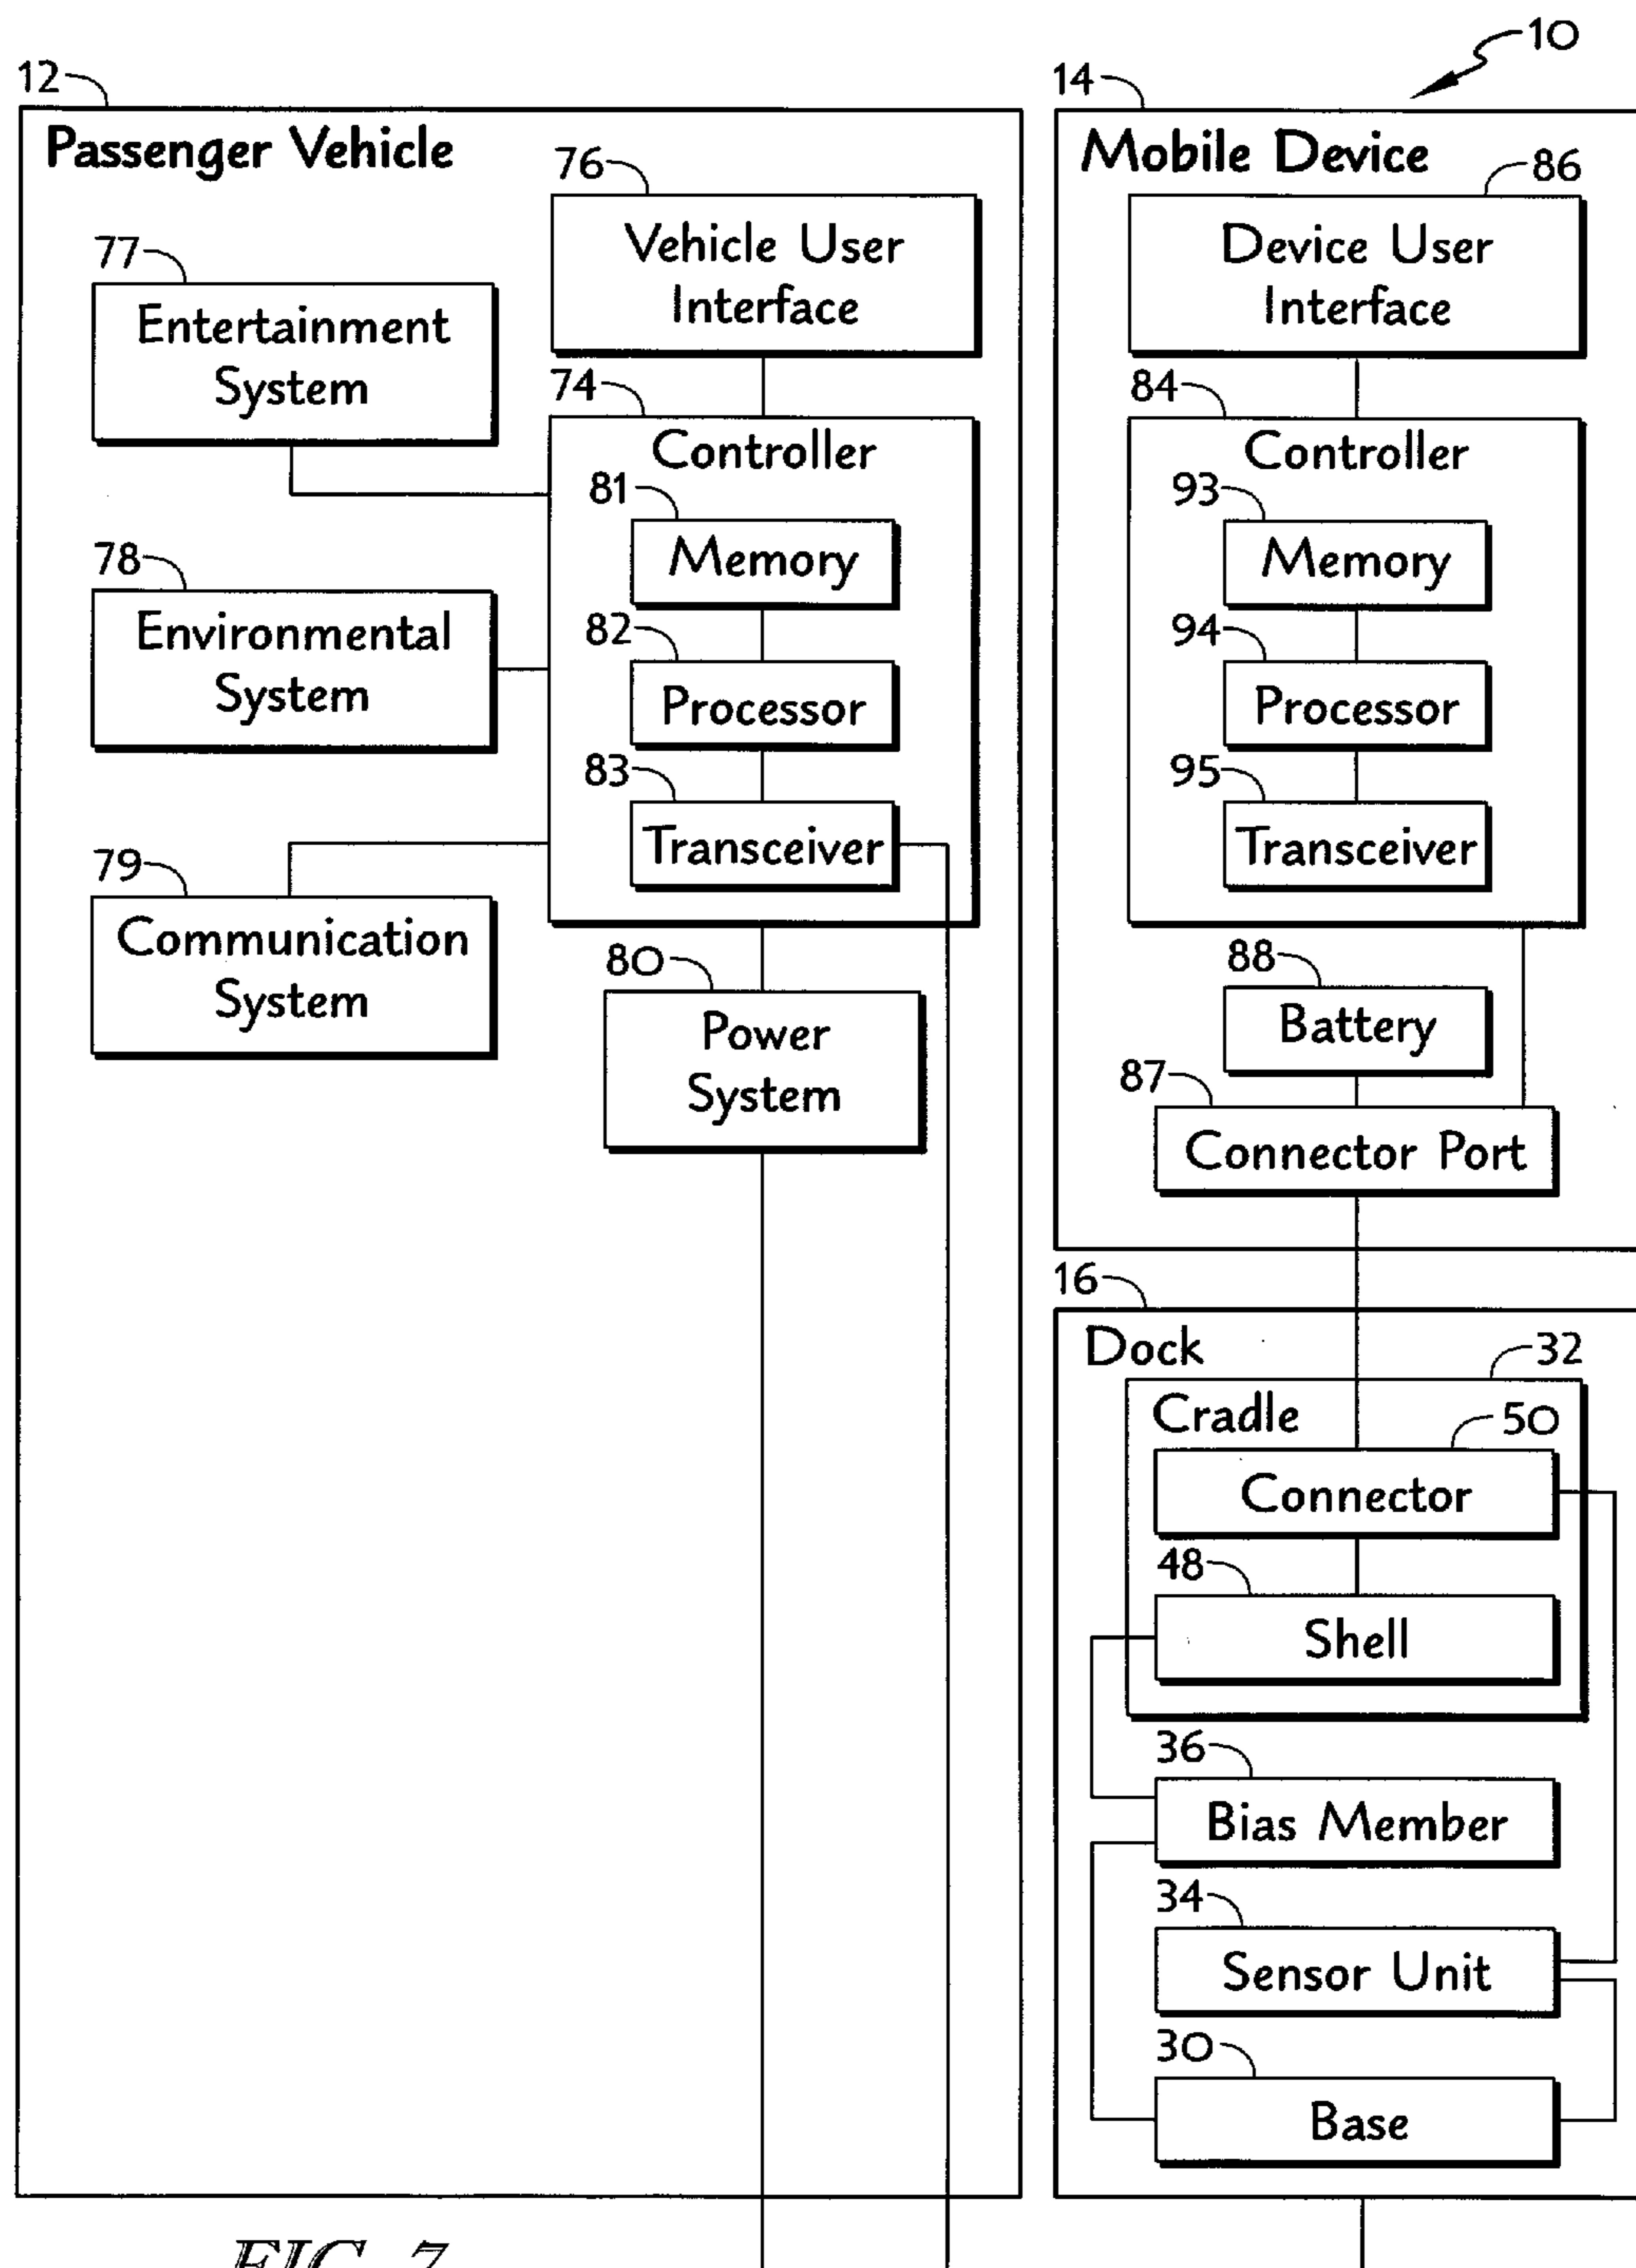 10
12
Passenger Vehicle
76
Vehicle User
Interface
77
Entertainment
System
74
Controller
81
Memory
78
Environmental
System
82
Processor
83
Transceiver
79
Communication
System
80
Power
System
14
Mobile Device
86
Device User
Interface
84
Controller
93
Memory
94
Processor
95
Transceiver
88
Battery
87
Connector Port
16
Dock
32
Cradle
50
Connector
48
Shell
36
Bias Member
34
Sensor Unit
30
Base
FIG. 7